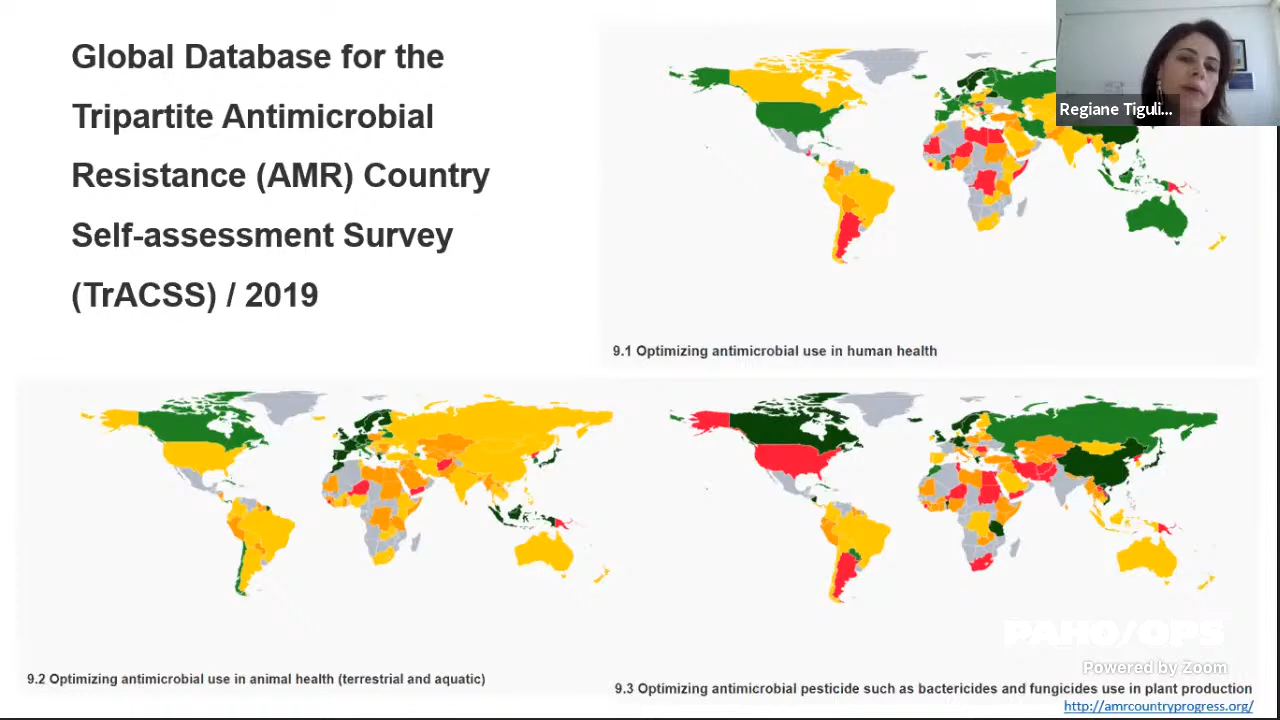 Global Database for the
Tripartite Antimicrobial
Resistance (AMR) Country
Self-assessment Survey
(TrACSS) / 2019
Regiane Tiguli...
9.1 Optimizing antimicrobial use in human health
9.2 Optimizing antimicrobial use in animal health (terrestrial and aquatic)
PAHO/OPS
Powered by Zoom
9.3 Optimizing antimicrobial pesticide such as bactericides and fungicides use in plant production
http://amrcountryprogress.org/